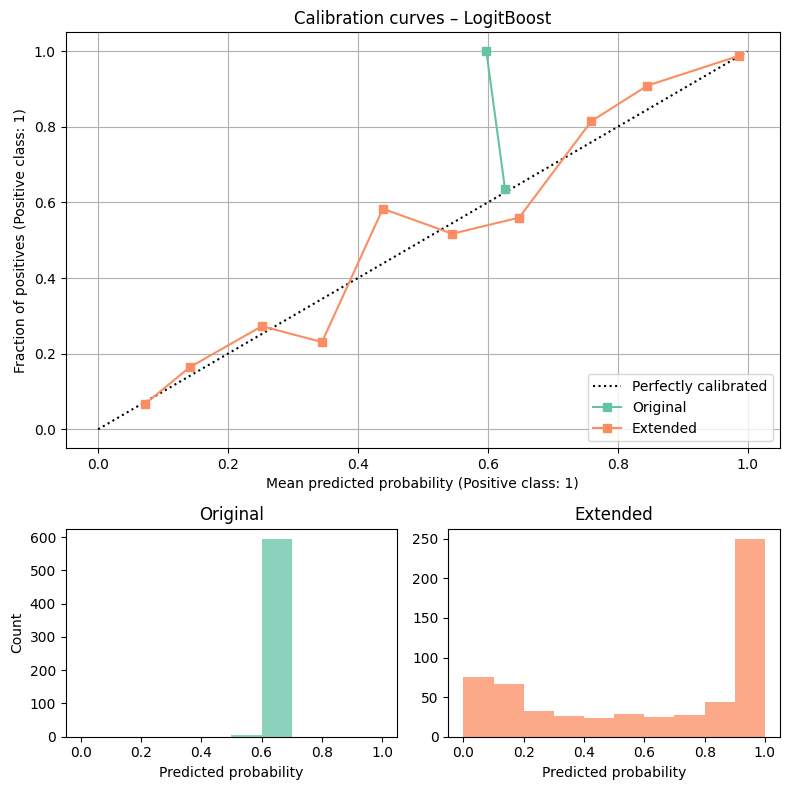 Calibration curves – LogitBoost
Fraction of positives (Positive class: 1)
1.0
0.8
0.6
0.4
0.2
0.0
0.0 0.2 0.4 0.6 0.8 1.0
Mean predicted probability (Positive class: 1)
Perfectly calibrated
Original
Extended
Original
Count
600
500
400
300
200
100
0
0.0 0.2 0.4 0.6 0.8 1.0
Predicted probability
Extended
250
200
150
100
50
0
0.0 0.2 0.4 0.6 0.8 1.0
Predicted probability